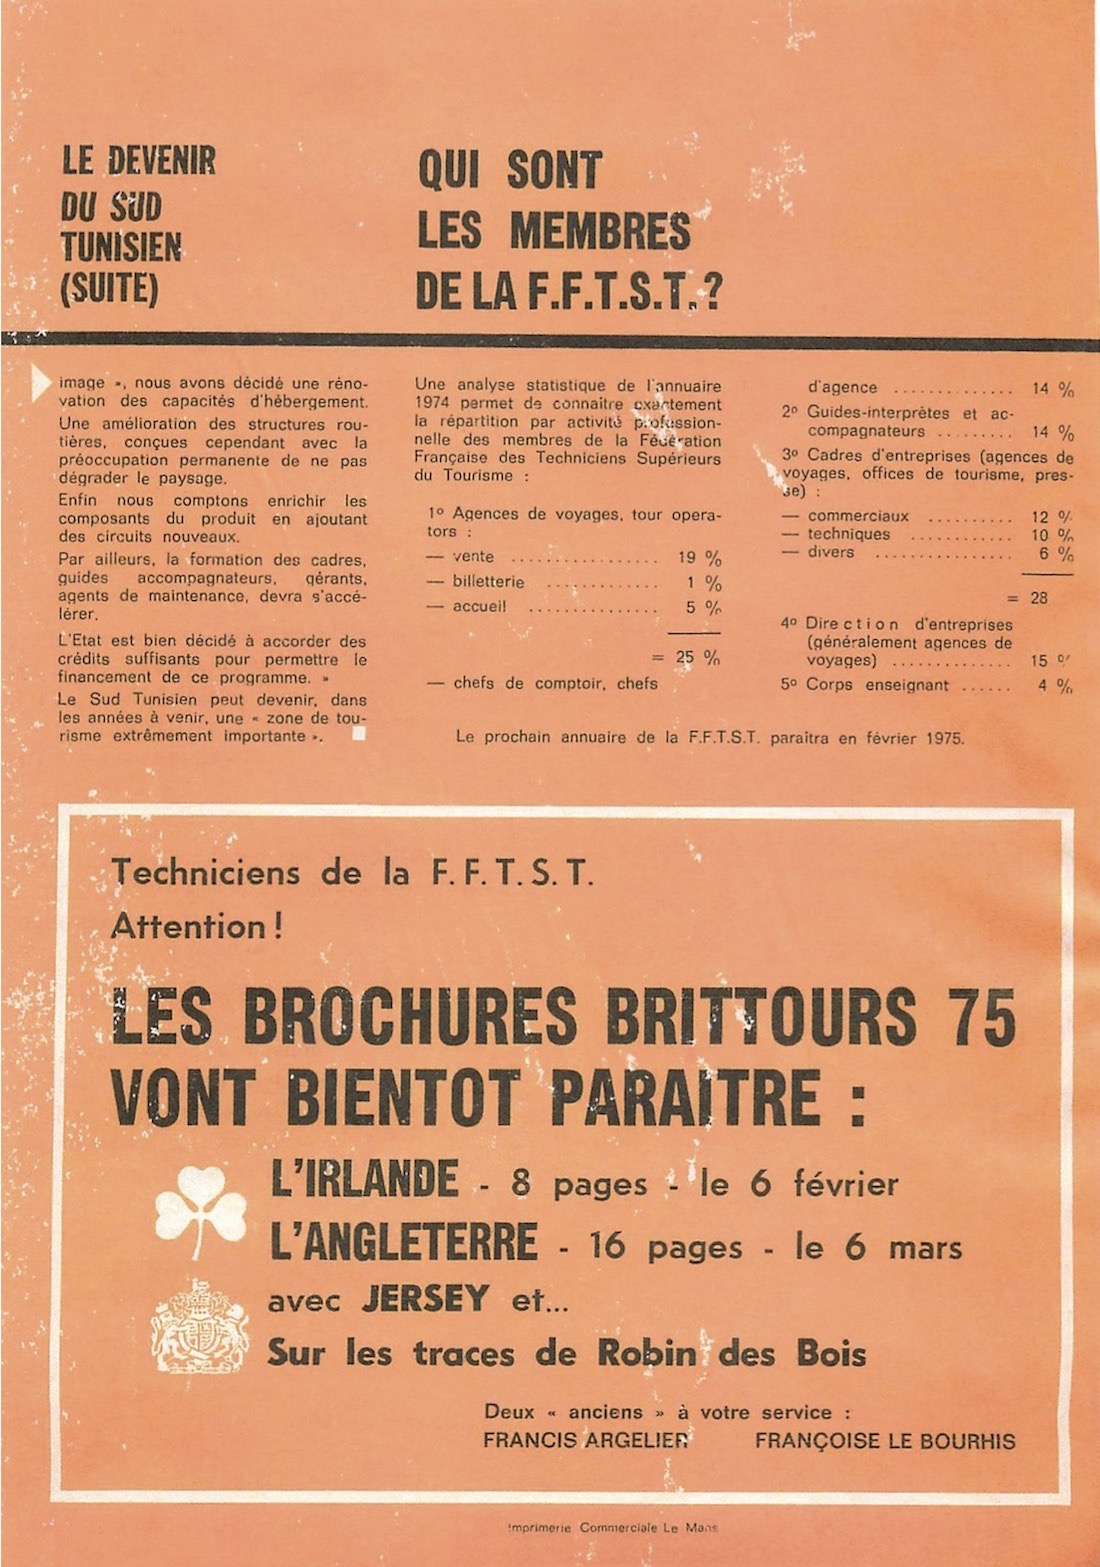 LE DEVENIR
DU SUD
TUNISIEN
(SUITE)
image », nous avons décidé une réno-
vation des capacités d'hébergement.
Une amélioration des structures rou-
tières, conçues cependant avec la
préoccupation permanente de ne pas
dégrader le paysage.
Enfin nous comptons enrichir les
composants du produit en ajoutant
des circuits nouveaux.
Par ailleurs, la formation des cadres,
guides accompagnateurs, gérants,
agents de maintenance, devra s'accé-
lérer.
L'Etat est bien décidé à accorder des
crédits suffisants pour permettre le
financement de ce programme. »
Le Sud Tunisien peut devenir, dans
les années à venir, une « zone de tou-
risme extrêmement importante ».
QUI SONT
LES MEMBRES
DE LA F.F.T.S.T. ?
Une analyse statistique de l'annuaire
1974 permet de connaître exactement
la répartition par activité profession-
nelle des membres de la Fédération
Française des Techniciens Supérieurs
du Tourisme :
1º Agences de voyages, tour opera-
tors :
— vente .................. 19 %
— billetterie ............. 1 %
— accueil ............... 5 %
= 25 %
— chefs de comptoir, chefs
d'agence .............. 14 %
2º Guides-interprètes et ac-
compagnateurs ......... 14 %
3º Cadres d'entreprises (agences de
voyages, offices de tourisme, pres-
se) :
— commerciaux .......... 12 %
— techniques ............ 10 %
— divers ................ 6 %
= 28
4º Direction d'entreprises
(généralement agences de
voyages) .............. 15 %
5º Corps enseignant ...... 4 %
Le prochain annuaire de la F.F.T.S.T. paraîtra en février 1975.
Techniciens de la F.F.T.S.T.
Attention !
LES BROCHURES BRITTOURS 75
VONT BIENTOT PARAITRE :
L'IRLANDE - 8 pages - le 6 février
L'ANGLETERRE - 16 pages - le 6 mars
avec JERSEY et...
Sur les traces de Robin des Bois
Deux « anciens » à votre service :
FRANCIS ARGELIER FRANÇOISE LE BOURHIS
Imprimerie Commerciale Le Mans